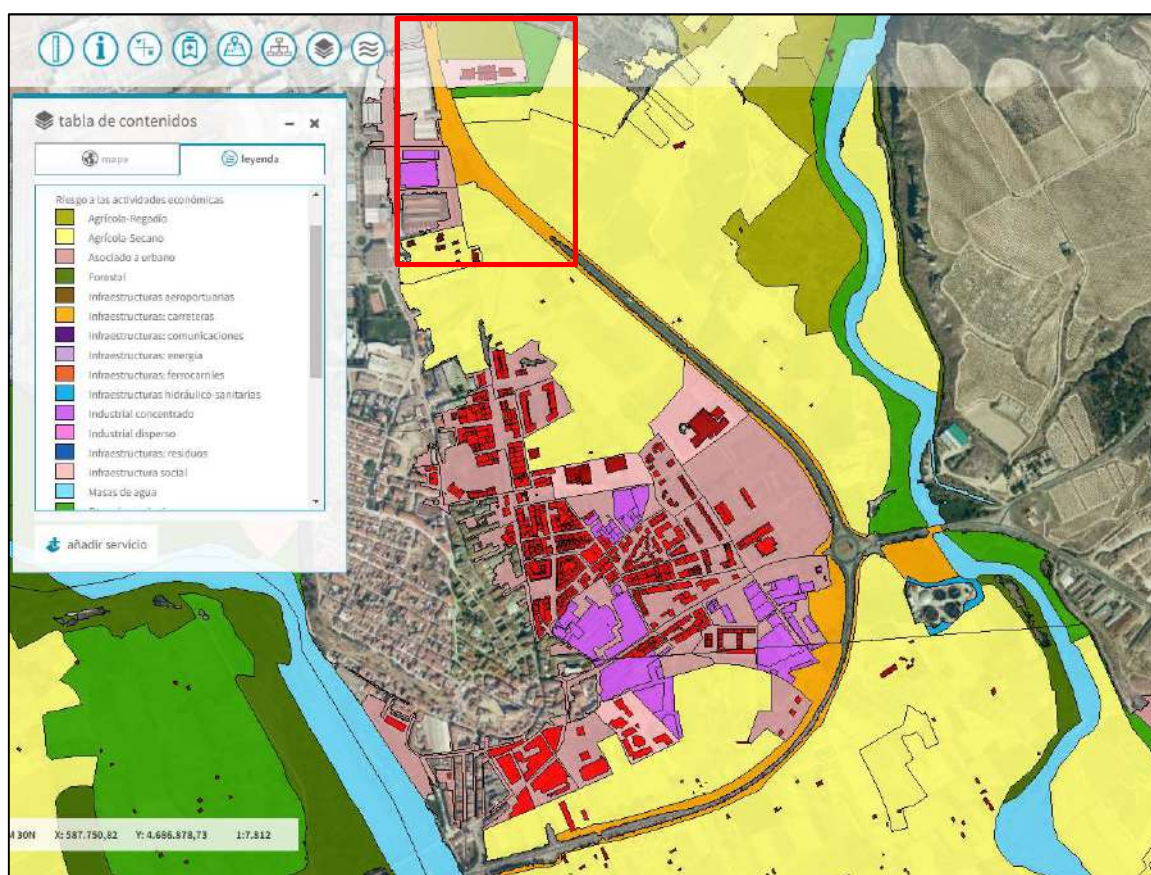 tabla de contenidos
mapa
leyenda
Riesgo a las actividades económicas
Agrícola-Regadío
Agrícola-Secano
Asociado a urbano
Forestal
Infraestructuras aeroportuarias
Infraestructuras: carreteras
Infraestructuras: comunicaciones
Infraestructuras: energía
Infraestructuras: ferrocarriles
Infraestructuras hidráulico-sanitarias
Industrial concentrado
Industrial disperso
Infraestructuras: residuos
Infraestructura social
Masas de agua
añadir servicio
M 30N X: 587.750,82 Y: 4.686.878,73 1:7.812